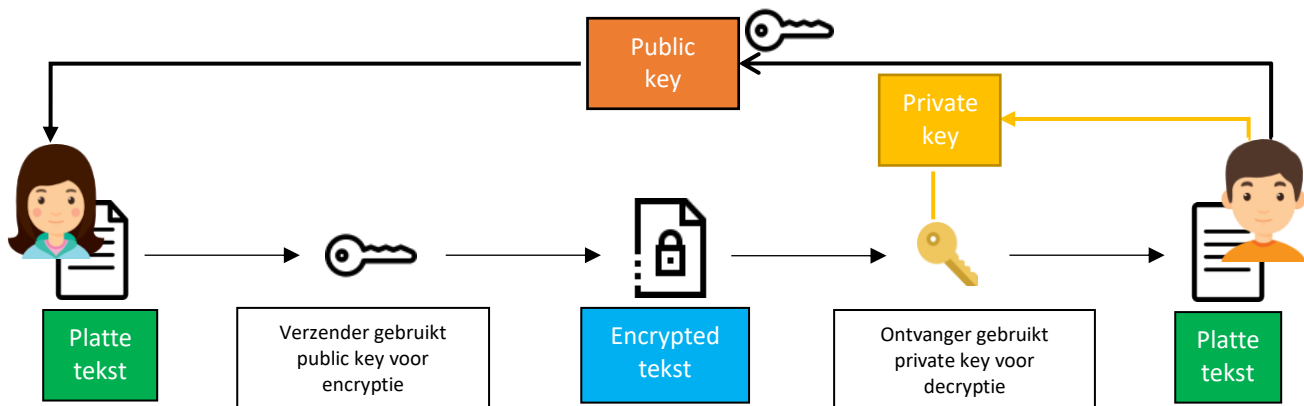 Public
key
Private
key
Platte
tekst
Verzender gebruikt
public key voor
encryptie
Encrypted
tekst
Ontvanger gebruikt
private key voor
decryptie
Platte
tekst